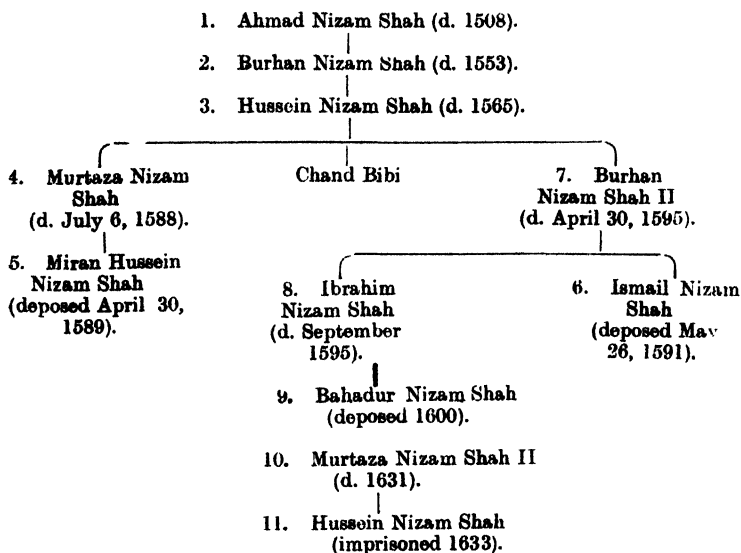 1. Ahmad Nizam Shah (d. 1508).
2. Burhan Nizam Shah (d. 1553).
3. Hussein Nizam Shah (d. 1565).
4. Murtaza Nizam
Shah
(d. July 6, 1588).
Chand Bibi
7. Burhan
Nizam Shah II
(d. April 30, 1595).
5. Miran Hussein
Nizam Shah
(deposed April 30,
1589).
8. Ibrahim
Nizam Shah
(d. September
1595).
6. Ismail Nizam
Shah
(deposed May
26, 1591).
9. Bahadur Nizam Shah
(deposed 1600).
10. Murtaza Nizam Shah II
(d. 1631).
11. Hussein Nizam Shah
(imprisoned 1633).